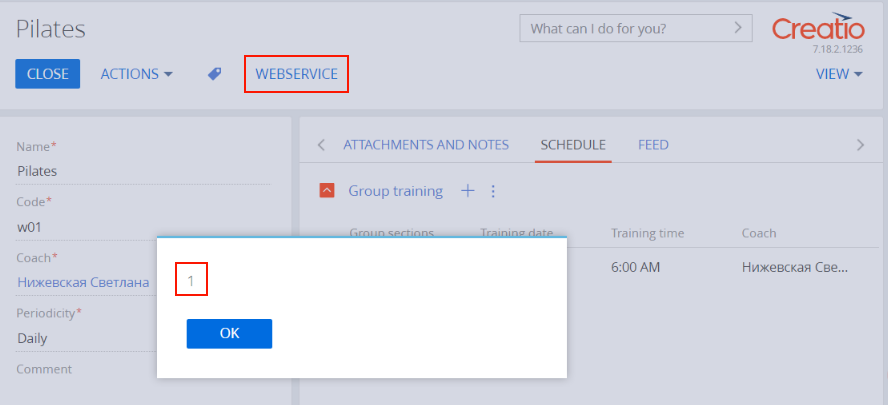 Pilates
What can I do for you?
Creatio
7.18.2.1236
CLOSE
ACTIONS
WEBSERVICE
VIEW
Name*
Pilates
Code*
w01
Coach*
Нижевская Светлана
Periodicity*
Daily
Comment
ATTACHMENTS AND NOTES
SCHEDULE
FEED
Group training
Group sections
Training date
Training time
Coach
6:00 AM
Нижевская Све...
1
OK